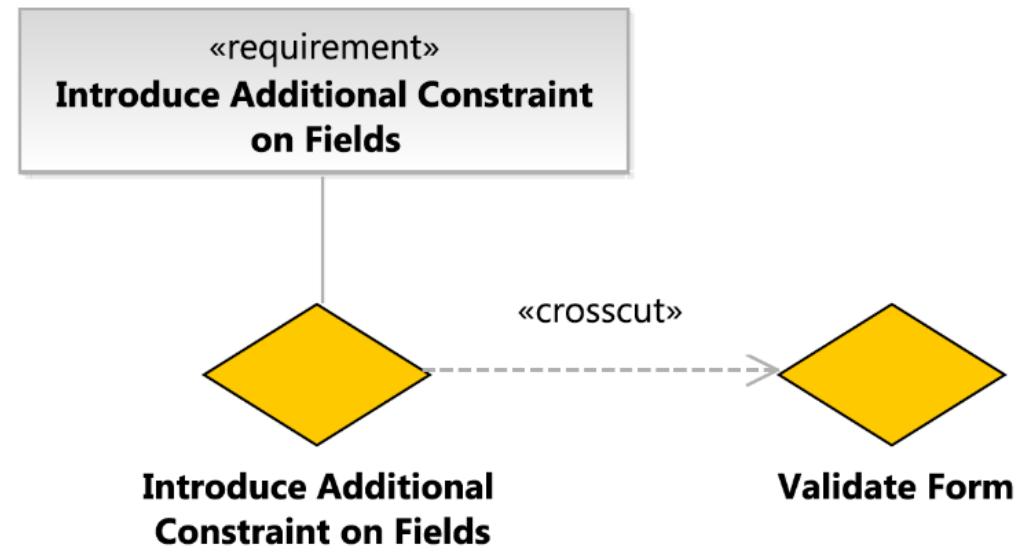 «requirement»
Introduce Additional Constraint
on Fields
«crosscut»
Introduce Additional
Constraint on Fields
Validate Form